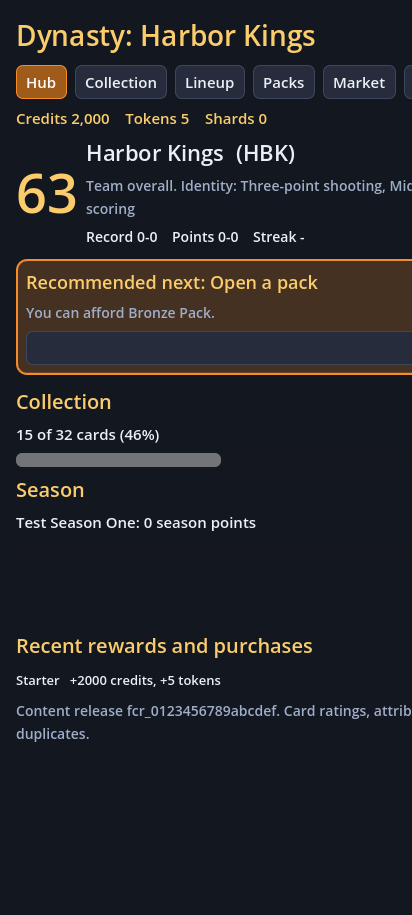 Dynasty: Harbor Kings
Hub Collection Lineup Packs Market
Credits 2,000 Tokens 5 Shards 0
Harbor Kings (HBK)
63
Team overall. Identity: Three-point shooting,
scoring
Record 0-0 Points 0-0 Streak -
Recommended next: Open a pack
You can afford Bronze Pack.
Collection
15 of 32 cards (46%)
Season
Test Season One: 0 season points
Recent rewards and purchases
Starter +2000 credits, +5 tokens
Content release fcr_0123456789abcdef. Card ratings,
duplicates.